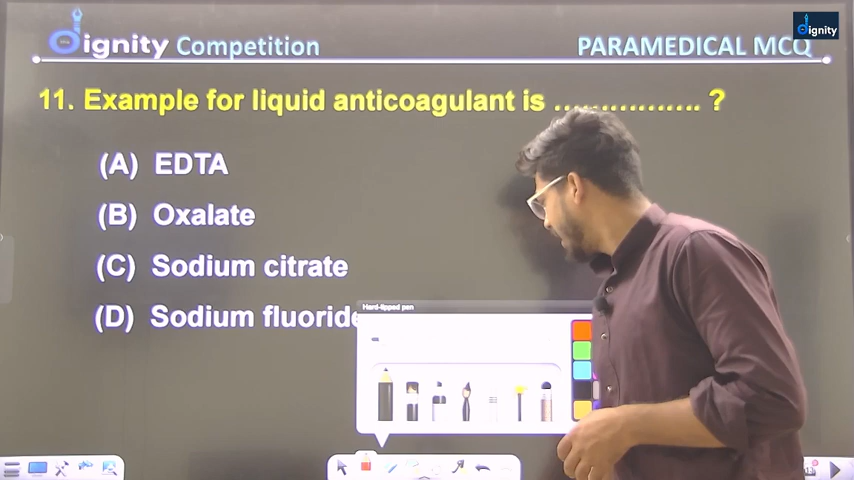 dignity Competition
PARAMEDICAL MCQ
dignity
11. Example for liquid anticoagulant is ................ ?
(A) EDTA
(B) Oxalate
(C) Sodium citrate
(D) Sodium fluoride
Hard-tipped pen